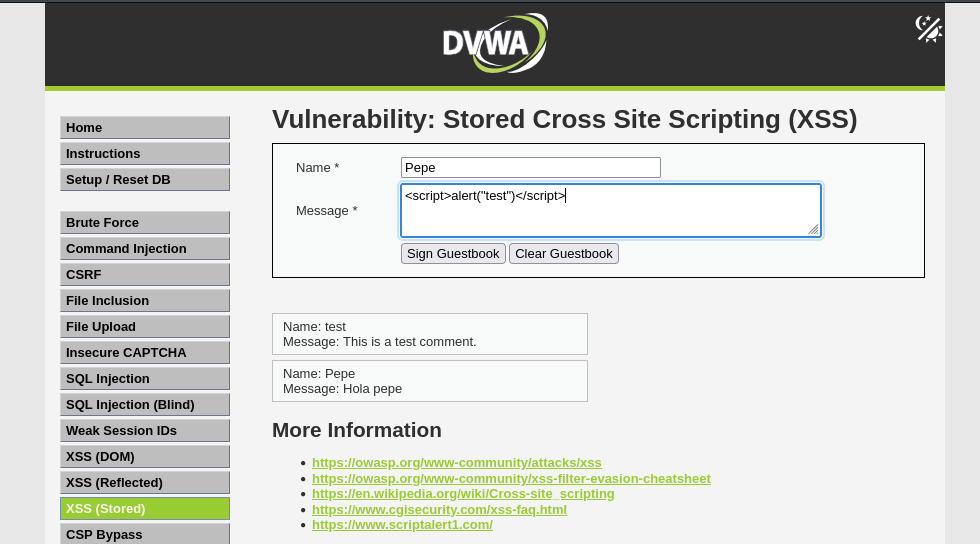 DVWA
Vulnerability: Stored Cross Site Scripting (XSS)
Home
Instructions
Setup / Reset DB
Brute Force
Command Injection
CSRF
File Inclusion
File Upload
Insecure CAPTCHA
SQL Injection
SQL Injection (Blind)
Weak Session IDs
XSS (DOM)
XSS (Reflected)
XSS (Stored)
CSP Bypass
Name * Pepe
Message * <script>alert("test")</script>
Sign Guestbook Clear Guestbook
Name: test
Message: This is a test comment.
Name: Pepe
Message: Hola pepe
More Information
• https://owasp.org/www-community/attacks/xss
• https://owasp.org/www-community/xss-filter-evasion-cheatsheet
• https://en.wikipedia.org/wiki/Cross-site_scripting
• https://www.cgisecurity.com/xss-faq.html
• https://www.scriptalert1.com/